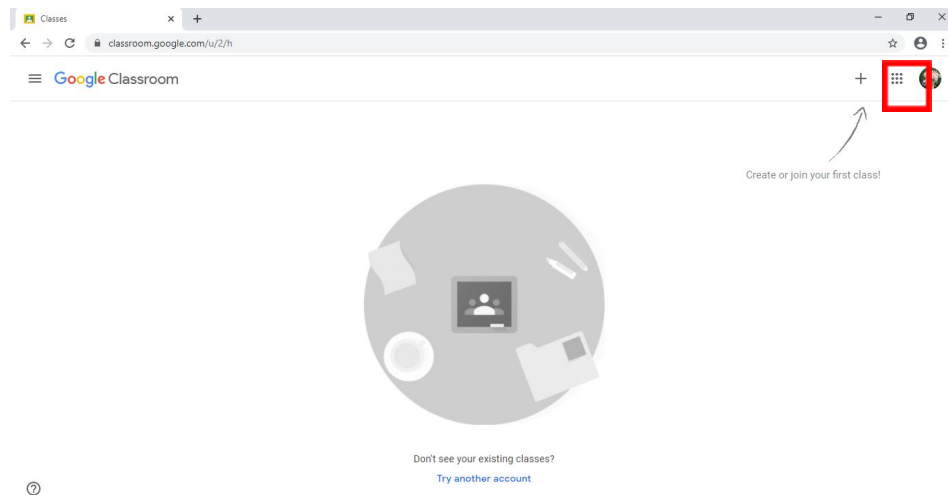 Classes
classroom.google.com/u/2/h
Google Classroom
Create or join your first class!
Don't see your existing classes?
Try another account